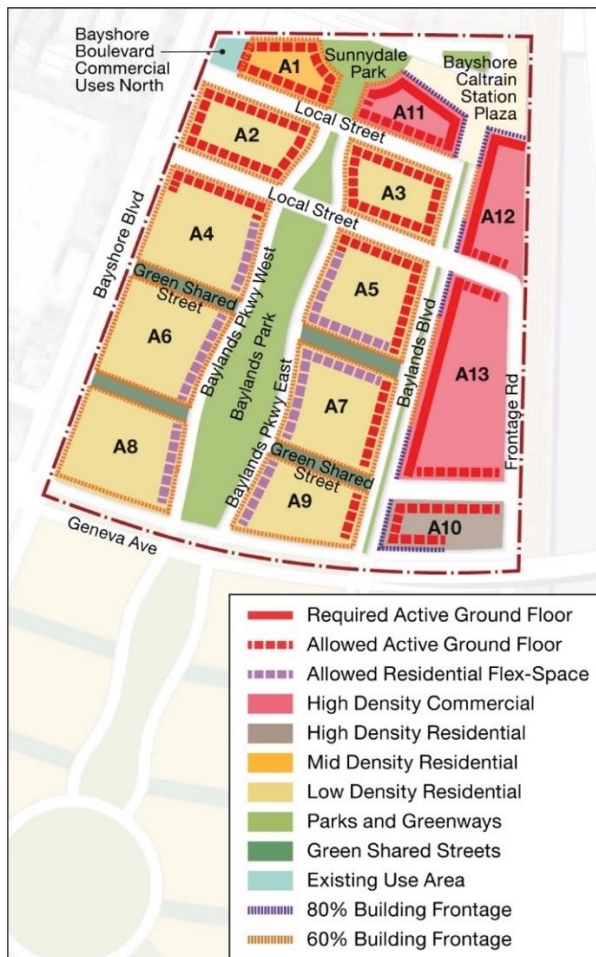 Bayshore
Boulevard
Commercial
Uses North
A1
Sunnydale
Park
Bayshore
Caltrain
Station
Plaza
A11
Local Street
A2
A3
A12
Local Street
Bayshore Blvd
A4
A5
Green Shared
Street
Baylands Pkwy West
Baylands Park
Baylands Blvd
A6
A13
Frontage Rd
A7
Baylands Pkwy East
A8
Green Shared
Street
A9
A10
Geneva Ave
Required Active Ground Floor
Allowed Active Ground Floor
Allowed Residential Flex-Space
High Density Commercial
High Density Residential
Mid Density Residential
Low Density Residential
Parks and Greenways
Green Shared Streets
Existing Use Area
80% Building Frontage
60% Building Frontage